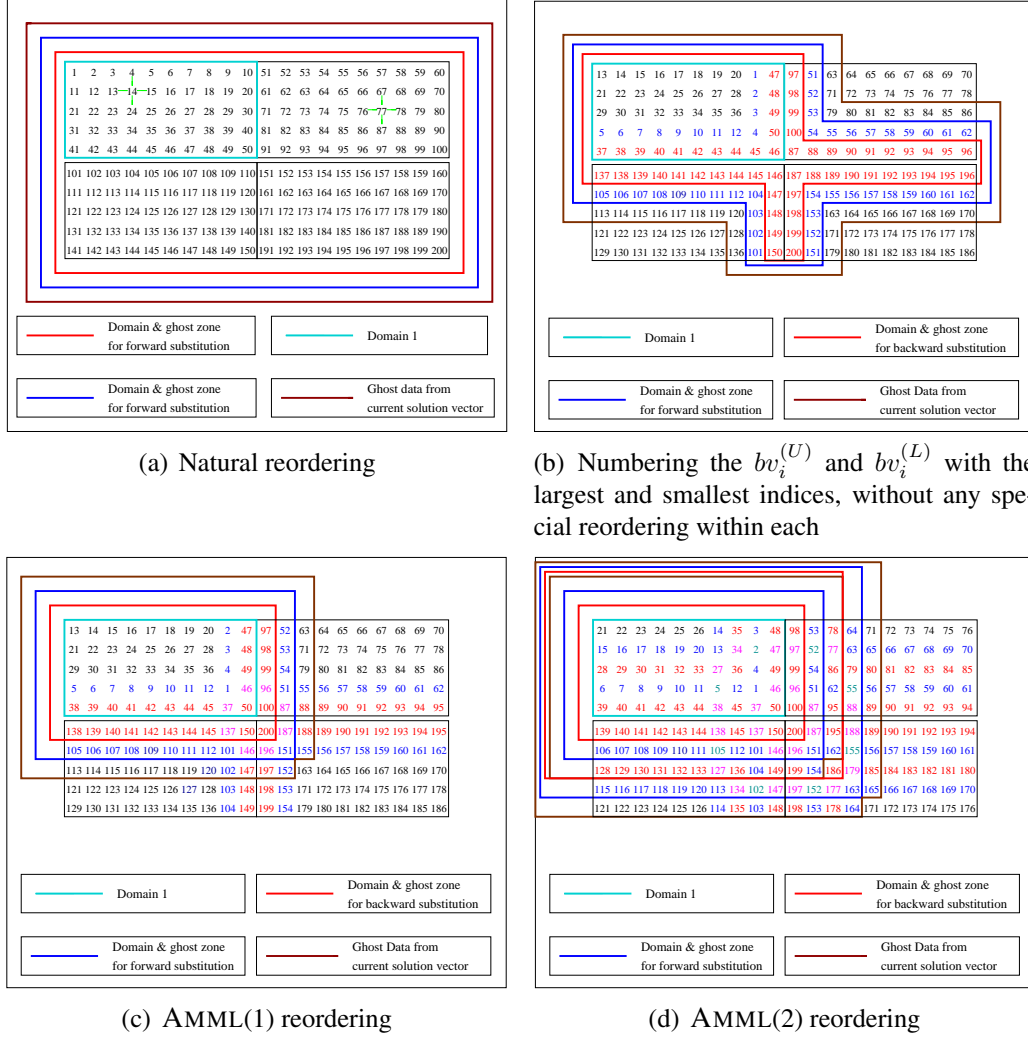 1 2 3 4 5 6 7 8 9 10 51 52 53 54 55 56 57 58 59 60
11 12 13 14 15 16 17 18 19 20 61 62 63 64 65 66 67 68 69 70
21 22 23 24 25 26 27 28 29 30 71 72 73 74 75 76 77 78 79 80
31 32 33 34 35 36 37 38 39 40 81 82 83 84 85 86 87 88 89 90
41 42 43 44 45 46 47 48 49 50 91 92 93 94 95 96 97 98 99 100
101 102 103 104 105 106 107 108 109 110 151 152 153 154 155 156 157 158 159 160
111 112 113 114 115 116 117 118 119 120 161 162 163 164 165 166 167 168 169 170
121 122 123 124 125 126 127 128 129 130 171 172 173 174 175 176 177 178 179 180
131 132 133 134 135 136 137 138 139 140 181 182 183 184 185 186 187 188 189 190
141 142 143 144 145 146 147 148 149 150 191 192 193 194 195 196 197 198 199 200
Domain & ghost zone
for forward substitution
Domain 1
Domain & ghost zone
for forward substitution
Ghost data from
current solution vector
(a) Natural reordering
13 14 15 16 17 18 19 20 1 47 97 51 63 64 65 66 67 68 69 70
21 22 23 24 25 26 27 28 2 48 98 52 71 72 73 74 75 76 77 78
29 30 31 32 33 34 35 36 3 49 99 53 79 80 81 82 83 84 85 86
5 6 7 8 9 10 11 12 4 50 100 54 55 56 57 58 59 60 61 62
37 38 39 40 41 42 43 44 45 46 87 88 89 90 91 92 93 94 95 96
137 138 139 140 141 142 143 144 145 146 187 188 189 190 191 192 193 194 195 196
105 106 107 108 109 110 111 112 104 147 197 154 155 156 157 158 159 160 161 162
113 114 115 116 117 118 119 120 103 148 198 153 163 164 165 166 167 168 169 170
121 122 123 124 125 126 127 128 102 149 199 152 171 172 173 174 175 176 177 178
129 130 131 132 133 134 135 136 101 150 200 151 179 180 181 182 183 184 185 186
Domain 1
Domain & ghost zone
for backward substitution
Domain & ghost zone
for forward substitution
Ghost Data from
current solution vector
(b) Numbering the bv_i^(U) and bv_i^(L) with the
largest and smallest indices, without any spe-
cial reordering within each
13 14 15 16 17 18 19 20 2 47 97 52 63 64 65 66 67 68 69 70
21 22 23 24 25 26 27 28 3 48 98 53 71 72 73 74 75 76 77 78
29 30 31 32 33 34 35 36 4 49 99 54 79 80 81 82 83 84 85 86
5 6 7 8 9 10 11 12 1 46 96 51 55 56 57 58 59 60 61 62
38 39 40 41 42 43 44 45 37 50 100 87 88 89 90 91 92 93 94 95
138 139 140 141 142 143 144 145 137 150 200 187 188 189 190 191 192 193 194 195
105 106 107 108 109 110 111 112 101 146 196 151 155 156 157 158 159 160 161 162
113 114 115 116 117 118 119 120 102 147 197 152 163 164 165 166 167 168 169 170
121 122 123 124 125 126 127 128 103 148 198 153 171 172 173 174 175 176 177 178
129 130 131 132 133 134 135 136 104 149 199 154 179 180 181 182 183 184 185 186
Domain 1
Domain & ghost zone
for backward substitution
Domain & ghost zone
for forward substitution
Ghost Data from
current solution vector
(c) AMML(1) reordering
21 22 23 24 25 26 14 35 3 48 98 53 78 64 71 72 73 74 75 76
15 16 17 18 19 20 13 34 2 47 97 52 77 63 65 66 67 68 69 70
28 29 30 31 32 33 27 36 4 49 99 54 86 79 80 81 82 83 84 85
6 7 8 9 10 11 5 12 1 46 96 51 62 55 56 57 58 59 60 61
39 40 41 42 43 44 38 45 37 50 100 87 95 88 89 90 91 92 93 94
139 140 141 142 143 144 138 145 137 150 200 187 195 188 189 190 191 192 193 194
106 107 108 109 110 111 105 112 101 146 196 151 162 155 156 157 158 159 160 161
128 129 130 131 132 133 127 136 104 149 199 154 186 179 185 184 183 182 181 180
115 116 117 118 119 120 113 134 102 147 197 152 177 163 165 166 167 168 169 170
121 122 123 124 125 126 114 135 103 148 198 153 178 164 171 172 173 174 175 176
Domain 1
Domain & ghost zone
for backward substitution
Domain & ghost zone
for forward substitution
Ghost Data from
current solution vector
(d) AMML(2) reordering